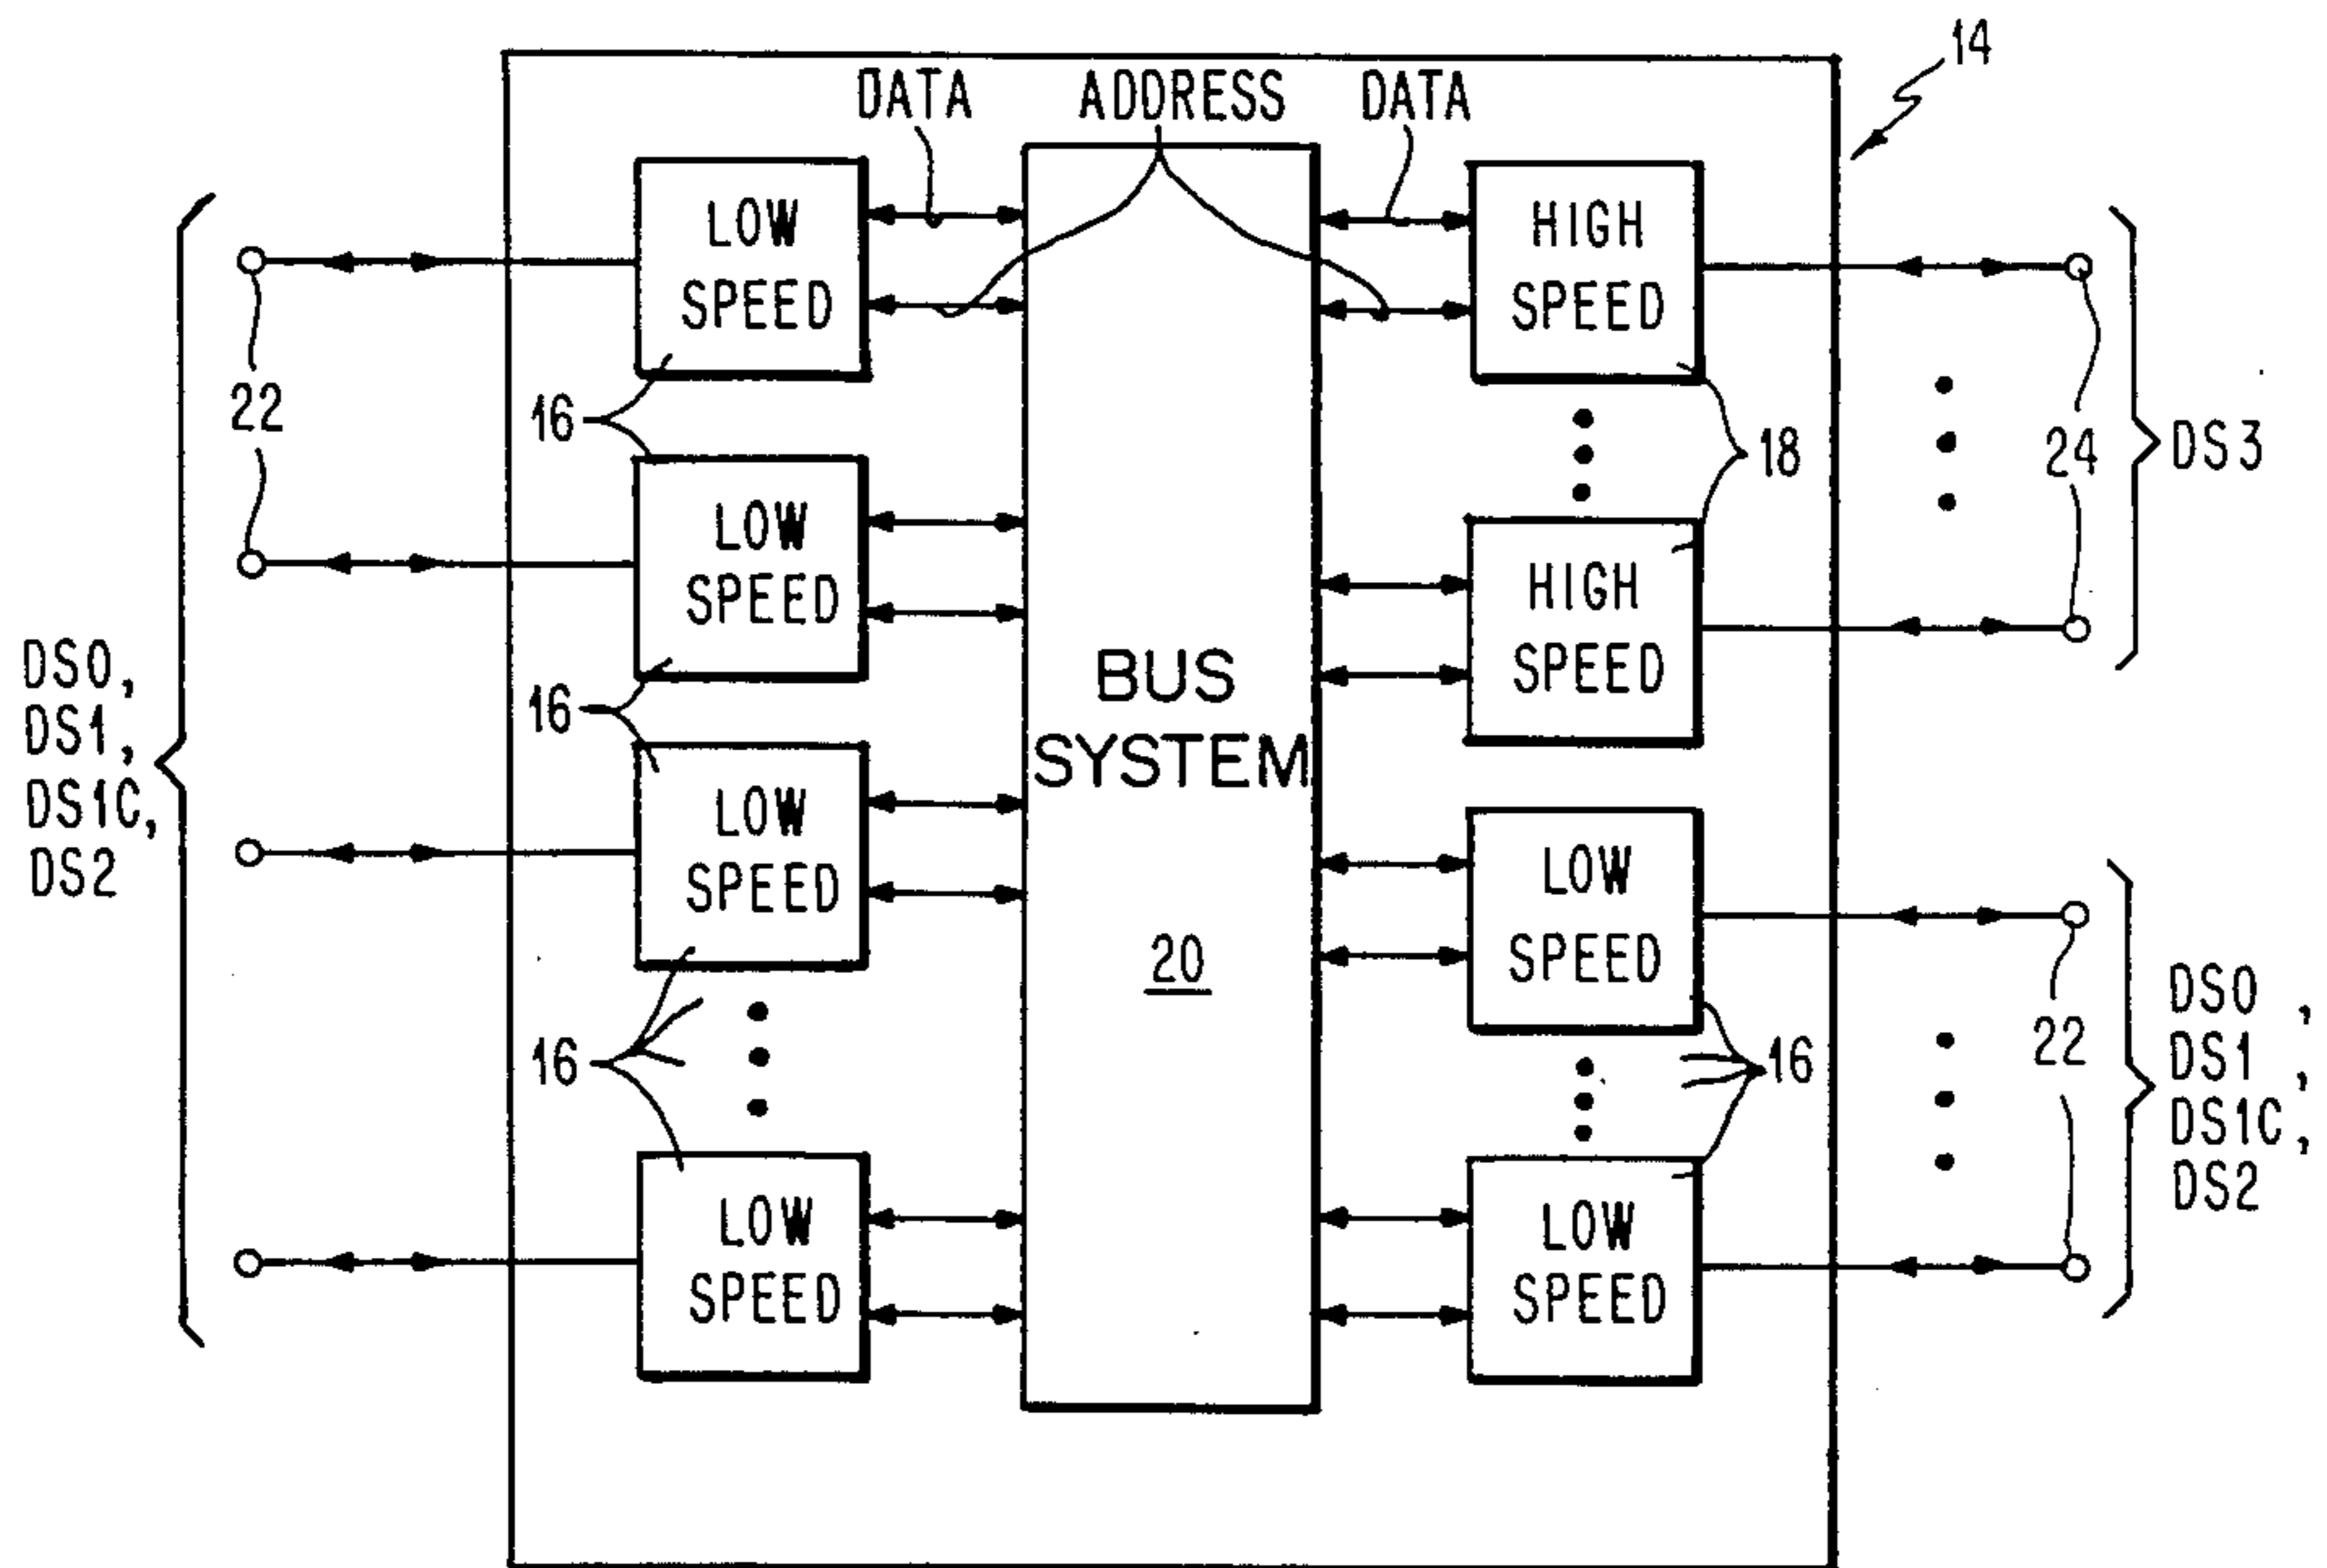 14
DATA ADDRESS DATA
LOW
SPEED
HIGH
SPEED
22
16
18
24
DS3
LOW
SPEED
HIGH
SPEED
DS0,
DS1,
DS1C,
DS2
16
BUS
SYSTEM
LOW
SPEED
LOW
SPEED
20
16
16
22
DS0,
DS1,
DS1C,
DS2
LOW
SPEED
LOW
SPEED